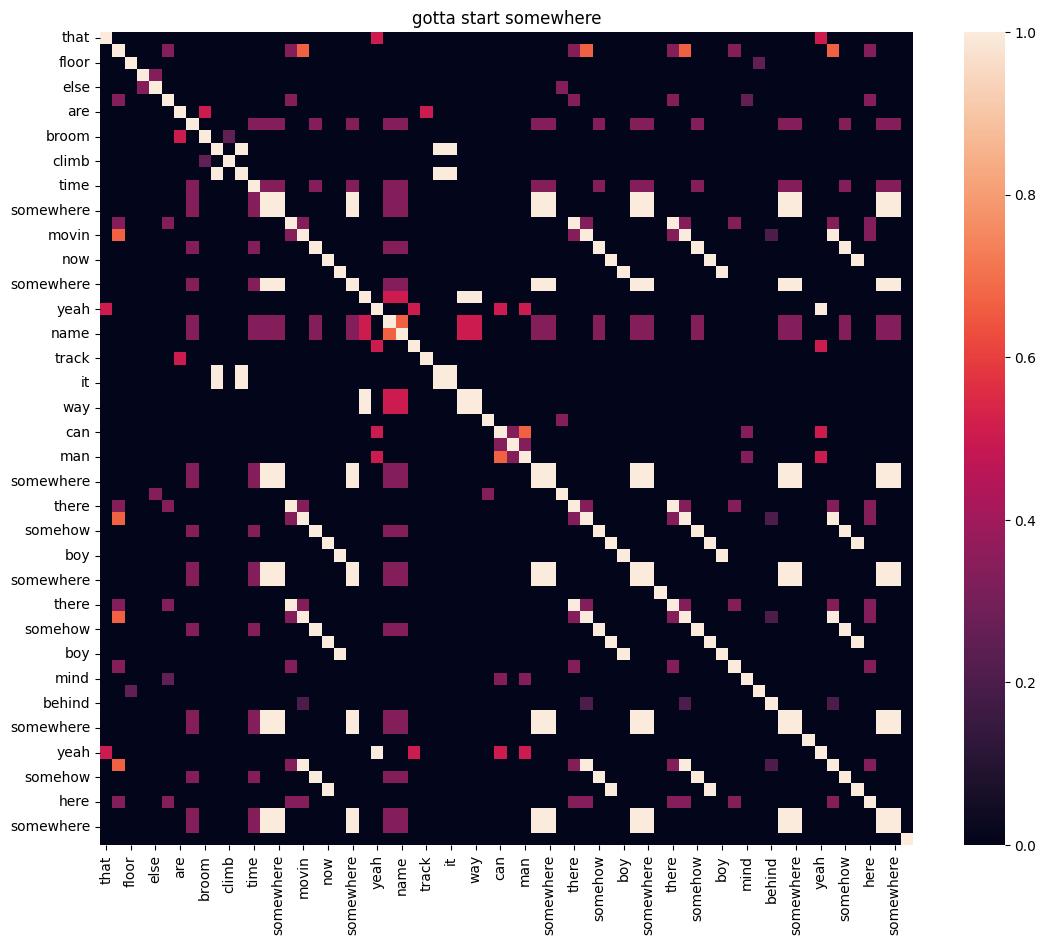 gotta start somewhere
that
floor
else
are
broom
climb
time
somewhere
movin
now
somewhere
yeah
name
track
it
way
can
man
somewhere
there
somehow
boy
somewhere
there
somehow
boy
mind
behind
somewhere
yeah
somehow
here
somewhere
that
floor
else
are
broom
climb
time
somewhere
movin
now
somewhere
yeah
name
track
it
way
can
man
somewhere
there
somehow
boy
somewhere
there
somehow
boy
mind
behind
somewhere
yeah
somehow
here
somewhere
1.0
0.8
0.6
0.4
0.2
0.0